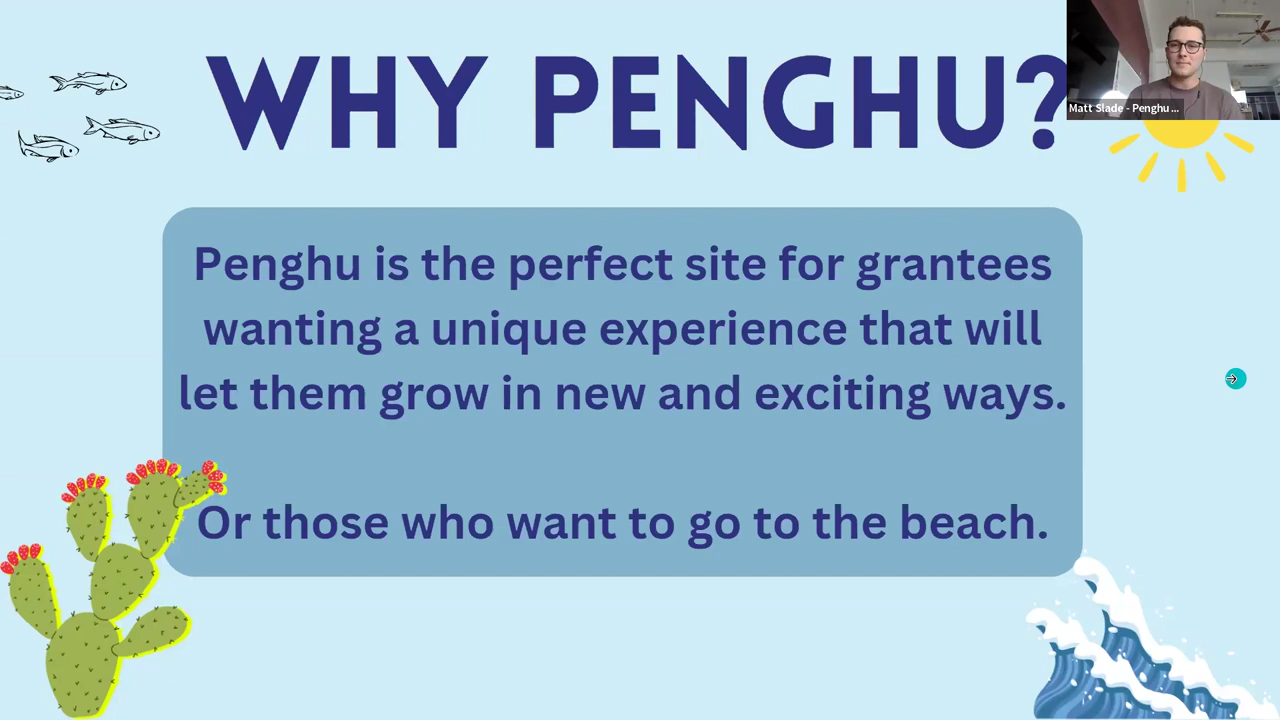 WHY PENGHU?
Matt Slade - Penghu ...
Penghu is the perfect site for grantees
wanting a unique experience that will
let them grow in new and exciting ways.
Or those who want to go to the beach.